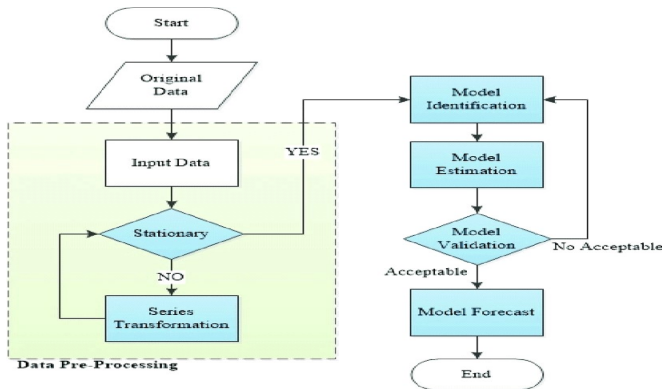 Start
Original
Data
Input Data
Stationary
YES
NO
Series
Transformation
Data Pre-Processing
Model
Identification
Model
Estimation
Model
Validation
No Acceptable
Acceptable
Model Forecast
End